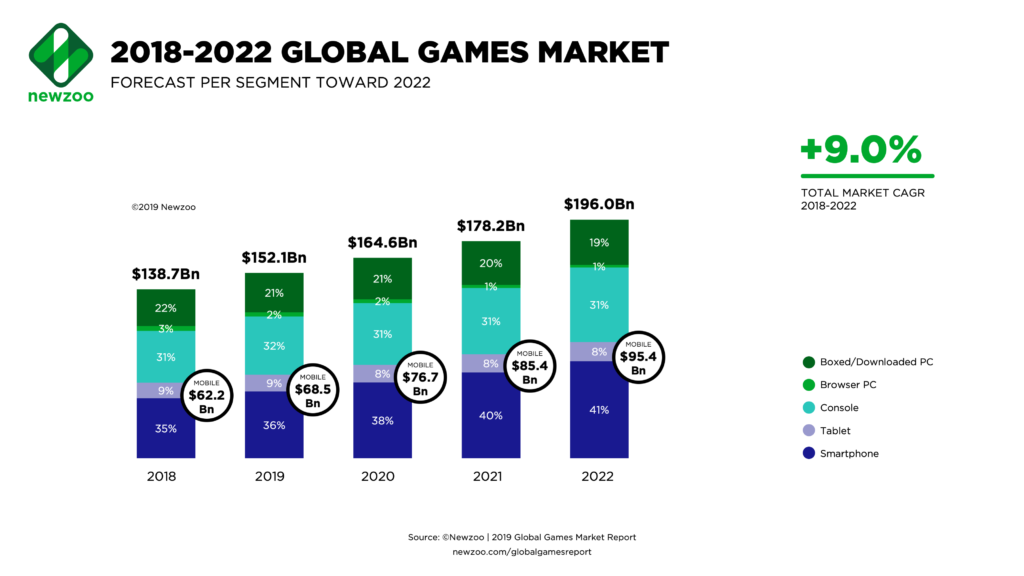 2018-2022 GLOBAL GAMES MARKET
FORECAST PER SEGMENT TOWARD 2022
newzoo
+9.0%
TOTAL MARKET CAGR
2018-2022
©2019 Newzoo
$138.7Bn
22%
3%
31%
9%
35%
MOBILE
$62.2
Bn
2018
$152.1Bn
21%
2%
32%
9%
36%
MOBILE
$68.5
Bn
2019
$164.6Bn
21%
2%
31%
8%
38%
MOBILE
$76.7
Bn
2020
$178.2Bn
20%
1%
31%
8%
40%
MOBILE
$85.4
Bn
2021
$196.0Bn
19%
1%
31%
8%
41%
MOBILE
$95.4
Bn
2022
Boxed/Downloaded PC
Browser PC
Console
Tablet
Smartphone
Source: ©Newzoo | 2019 Global Games Market Report
newzoo.com/globalgamesreport